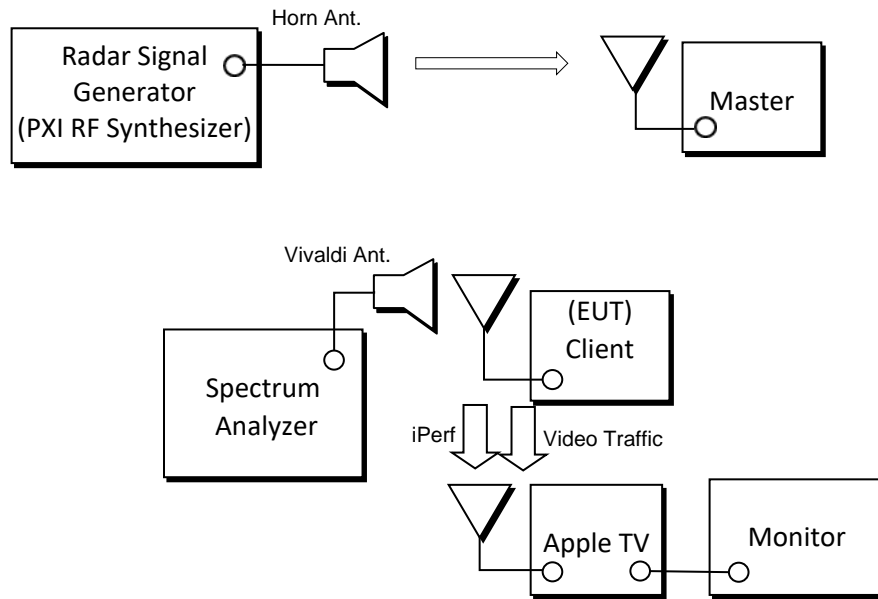 Horn Ant.
Radar Signal
Generator
(PXI RF Synthesizer)
Master
Vivaldi Ant.
(EUT)
Client
Spectrum
Analyzer
iPerf
Video Traffic
Apple TV
Monitor